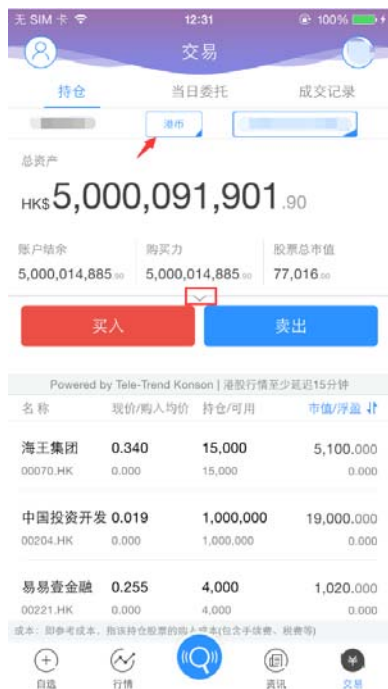 无 SIM 卡 12:31 100%
交易
持仓 当日委托 成交记录
港币
总资产
HK$5,000,091,901.90
账户结余 购买力 股票总市值
5,000,014,885.90 5,000,014,885.90 77,016.00
买入 卖出
Powered by Tele-Trend Konson | 港股行情至少延迟15分钟
名称 现价/购入均价 持仓/可用 市值/浮盈
海王集团 0.340 15,000 5,100.000
00070.HK 0.000 15,000 0.000
中国投资开发 0.019 1,000,000 19,000.000
00204.HK 0.000 1,000,000 0.000
易易壹金融 0.255 4,000 1,020.000
00221.HK 0.000 4,000 0.000
成本：即参考成本，指该持仓股票的购入成本(包含手续费、税费等)
自选 行情 资讯 交易